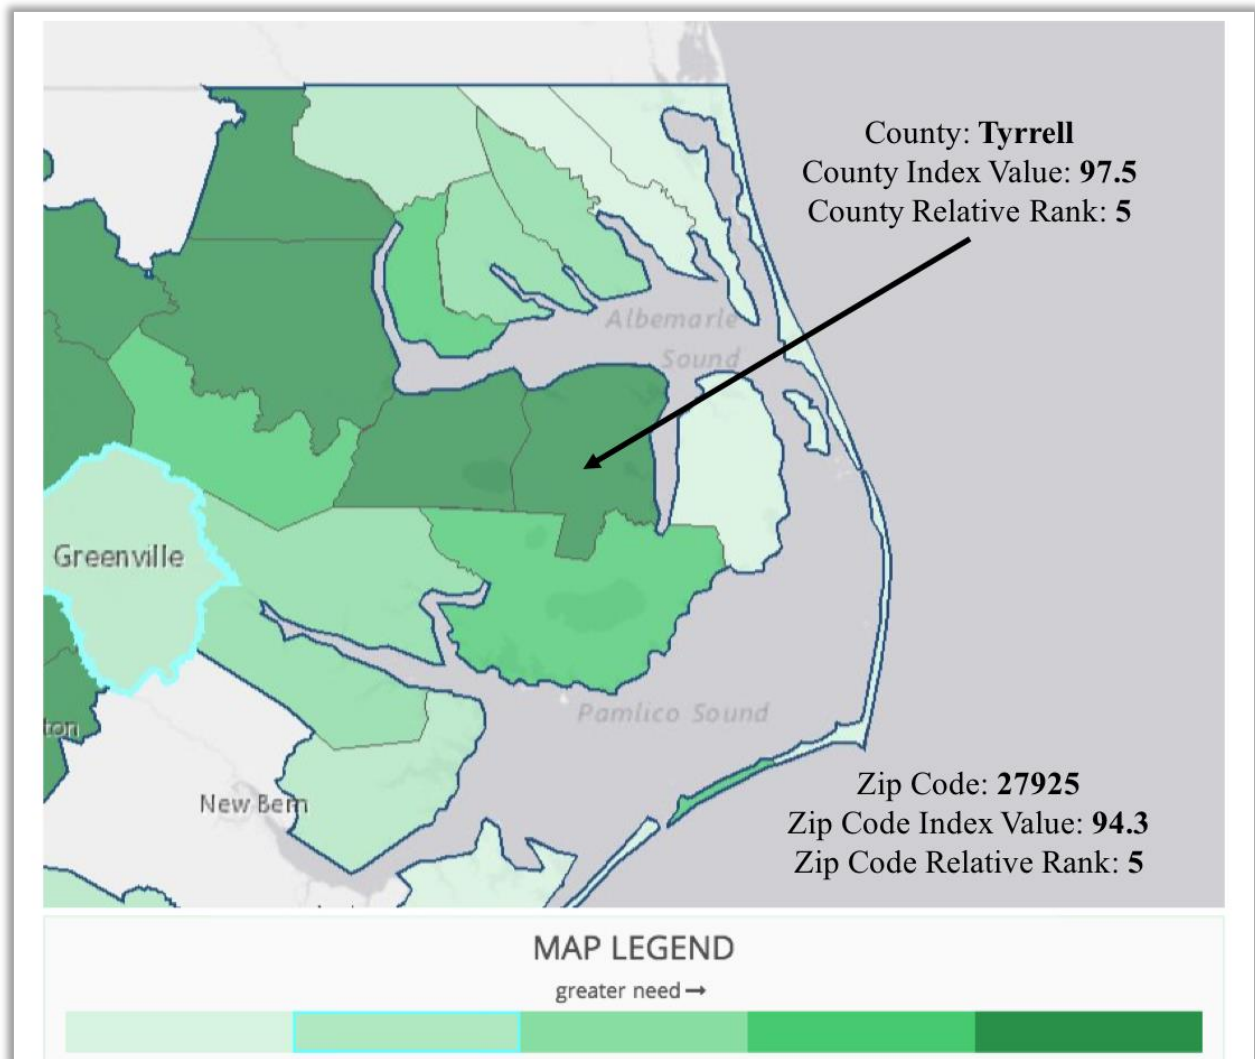 County: Tyrrell
County Index Value: 97.5
County Relative Rank: 5
Albemarle
Sound
Greenville
Pamlico Sound
ton
New Bern
Zip Code: 27925
Zip Code Index Value: 94.3
Zip Code Relative Rank: 5
MAP LEGEND
greater need →